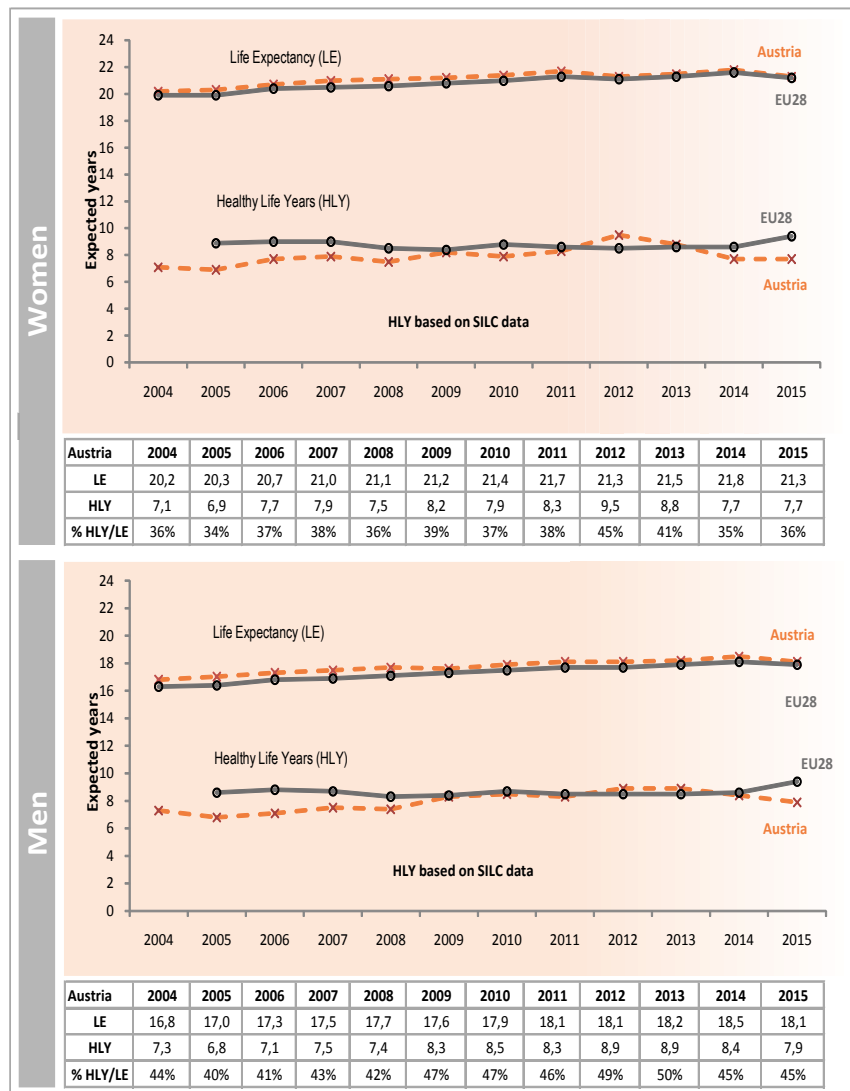 Women
Expected years
24
22
20
18
16
14
12
10
8
6
4
2
0
Life Expectancy (LE)
Austria
EU28
Healthy Life Years (HLY)
EU28
Austria
HLY based on SILC data
2004 2005 2006 2007 2008 2009 2010 2011 2012 2013 2014 2015
Austria 2004 2005 2006 2007 2008 2009 2010 2011 2012 2013 2014 2015
LE 20,2 20,3 20,7 21,0 21,1 21,2 21,4 21,7 21,3 21,5 21,8 21,3
HLY 7,1 6,9 7,7 7,9 7,5 8,2 7,9 8,3 9,5 8,8 7,7 7,7
% HLY/LE 36% 34% 37% 38% 36% 39% 37% 38% 45% 41% 35% 36%
Men
Expected years
24
22
20
18
16
14
12
10
8
6
4
2
0
Life Expectancy (LE)
Austria
EU28
Healthy Life Years (HLY)
EU28
Austria
HLY based on SILC data
2004 2005 2006 2007 2008 2009 2010 2011 2012 2013 2014 2015
Austria 2004 2005 2006 2007 2008 2009 2010 2011 2012 2013 2014 2015
LE 16,8 17,0 17,3 17,5 17,7 17,6 17,9 18,1 18,1 18,2 18,5 18,1
HLY 7,3 6,8 7,1 7,5 7,4 8,3 8,5 8,3 8,9 8,9 8,4 7,9
% HLY/LE 44% 40% 41% 43% 42% 47% 47% 46% 49% 50% 45% 45%